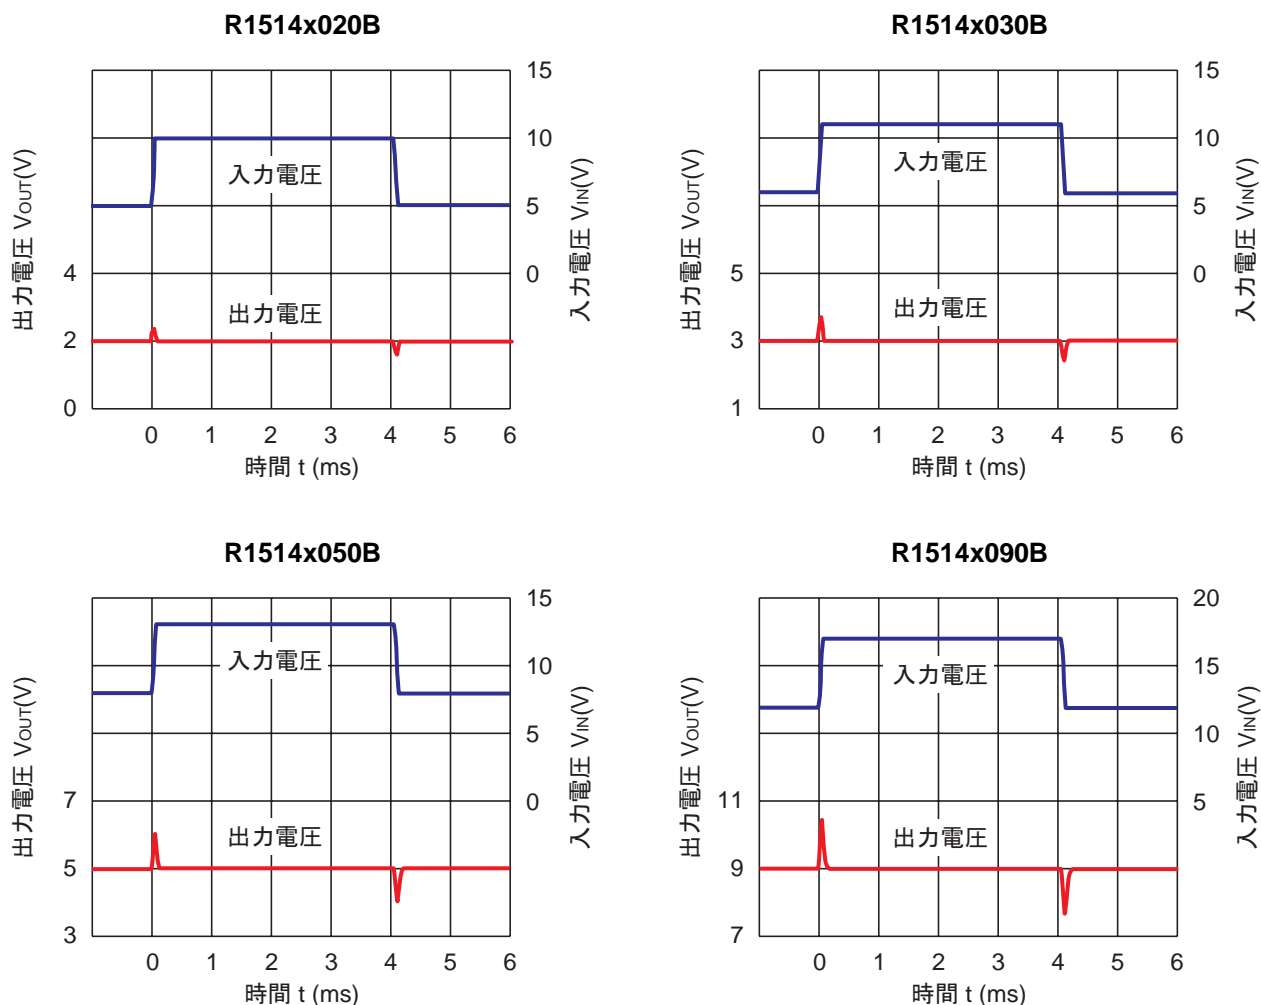 R1514x020B
出力電圧 VOUT(V)
4
2
0
15
10
5
0
入力電圧 VIN(V)
入力電圧
出力電圧
0 1 2 3 4 5 6
時間 t (ms)
R1514x030B
出力電圧 VOUT(V)
5
3
1
15
10
5
0
入力電圧 VIN(V)
入力電圧
出力電圧
0 1 2 3 4 5 6
時間 t (ms)
R1514x050B
出力電圧 VOUT(V)
7
5
3
15
10
5
0
入力電圧 VIN(V)
入力電圧
出力電圧
0 1 2 3 4 5 6
時間 t (ms)
R1514x090B
出力電圧 VOUT(V)
11
9
7
20
15
10
5
入力電圧 VIN(V)
入力電圧
出力電圧
0 1 2 3 4 5 6
時間 t (ms)